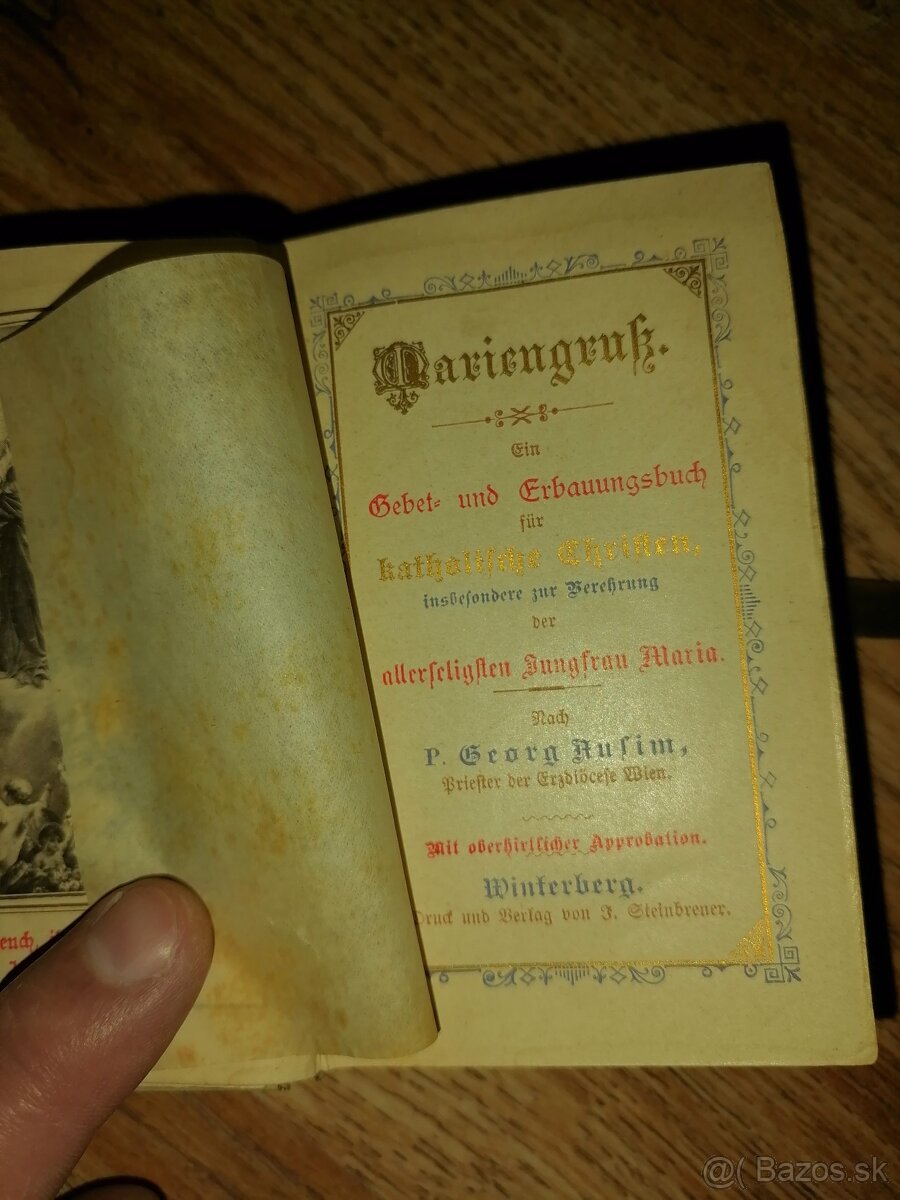 Mariengruß.
Ein
Gebet- und Erbauungsbuch
für
katholische Christen,
insbesondere zur Verehrung
der
allerseligsten Jungfrau Maria.
Nach
P. Georg Ausim,
Priester der Erzdiöcese Wien.
Mit oberhirtlicher Approbation.
Winterberg.
Druck und Verlag von J. Steinbrener.
@( Bazos.sk